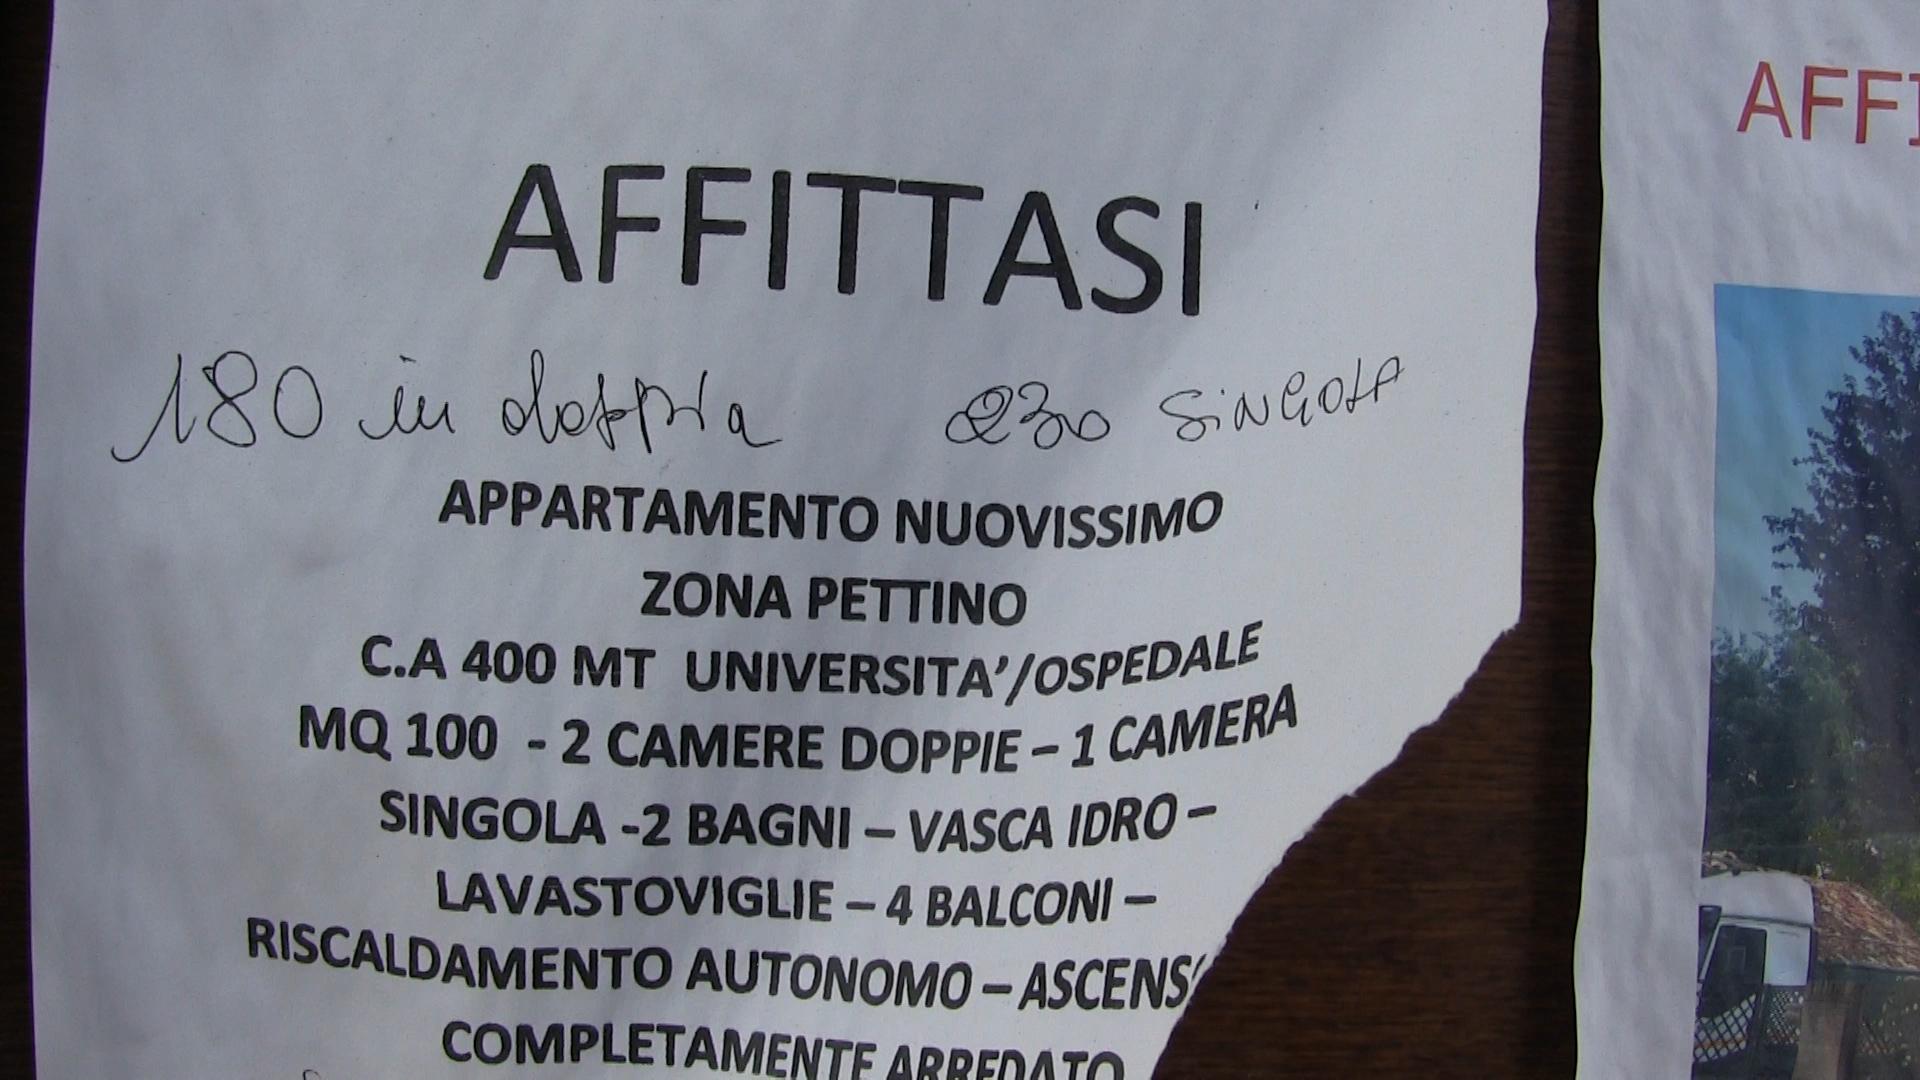 AFFITTASI
180 in doppia 230 SiNGOLA
APPARTAMENTO NUOVISSIMO
ZONA PETTINO
C.A 400 MT UNIVERSITA'/OSPEDALE
MQ 100 - 2 CAMERE DOPPIE – 1 CAMERA
SINGOLA -2 BAGNI – VASCA IDRO –
LAVASTOVIGLIE – 4 BALCONI –
RISCALDAMENTO AUTONOMO – ASCENS
COMPLETAMENTE ARREDATO
AFFI